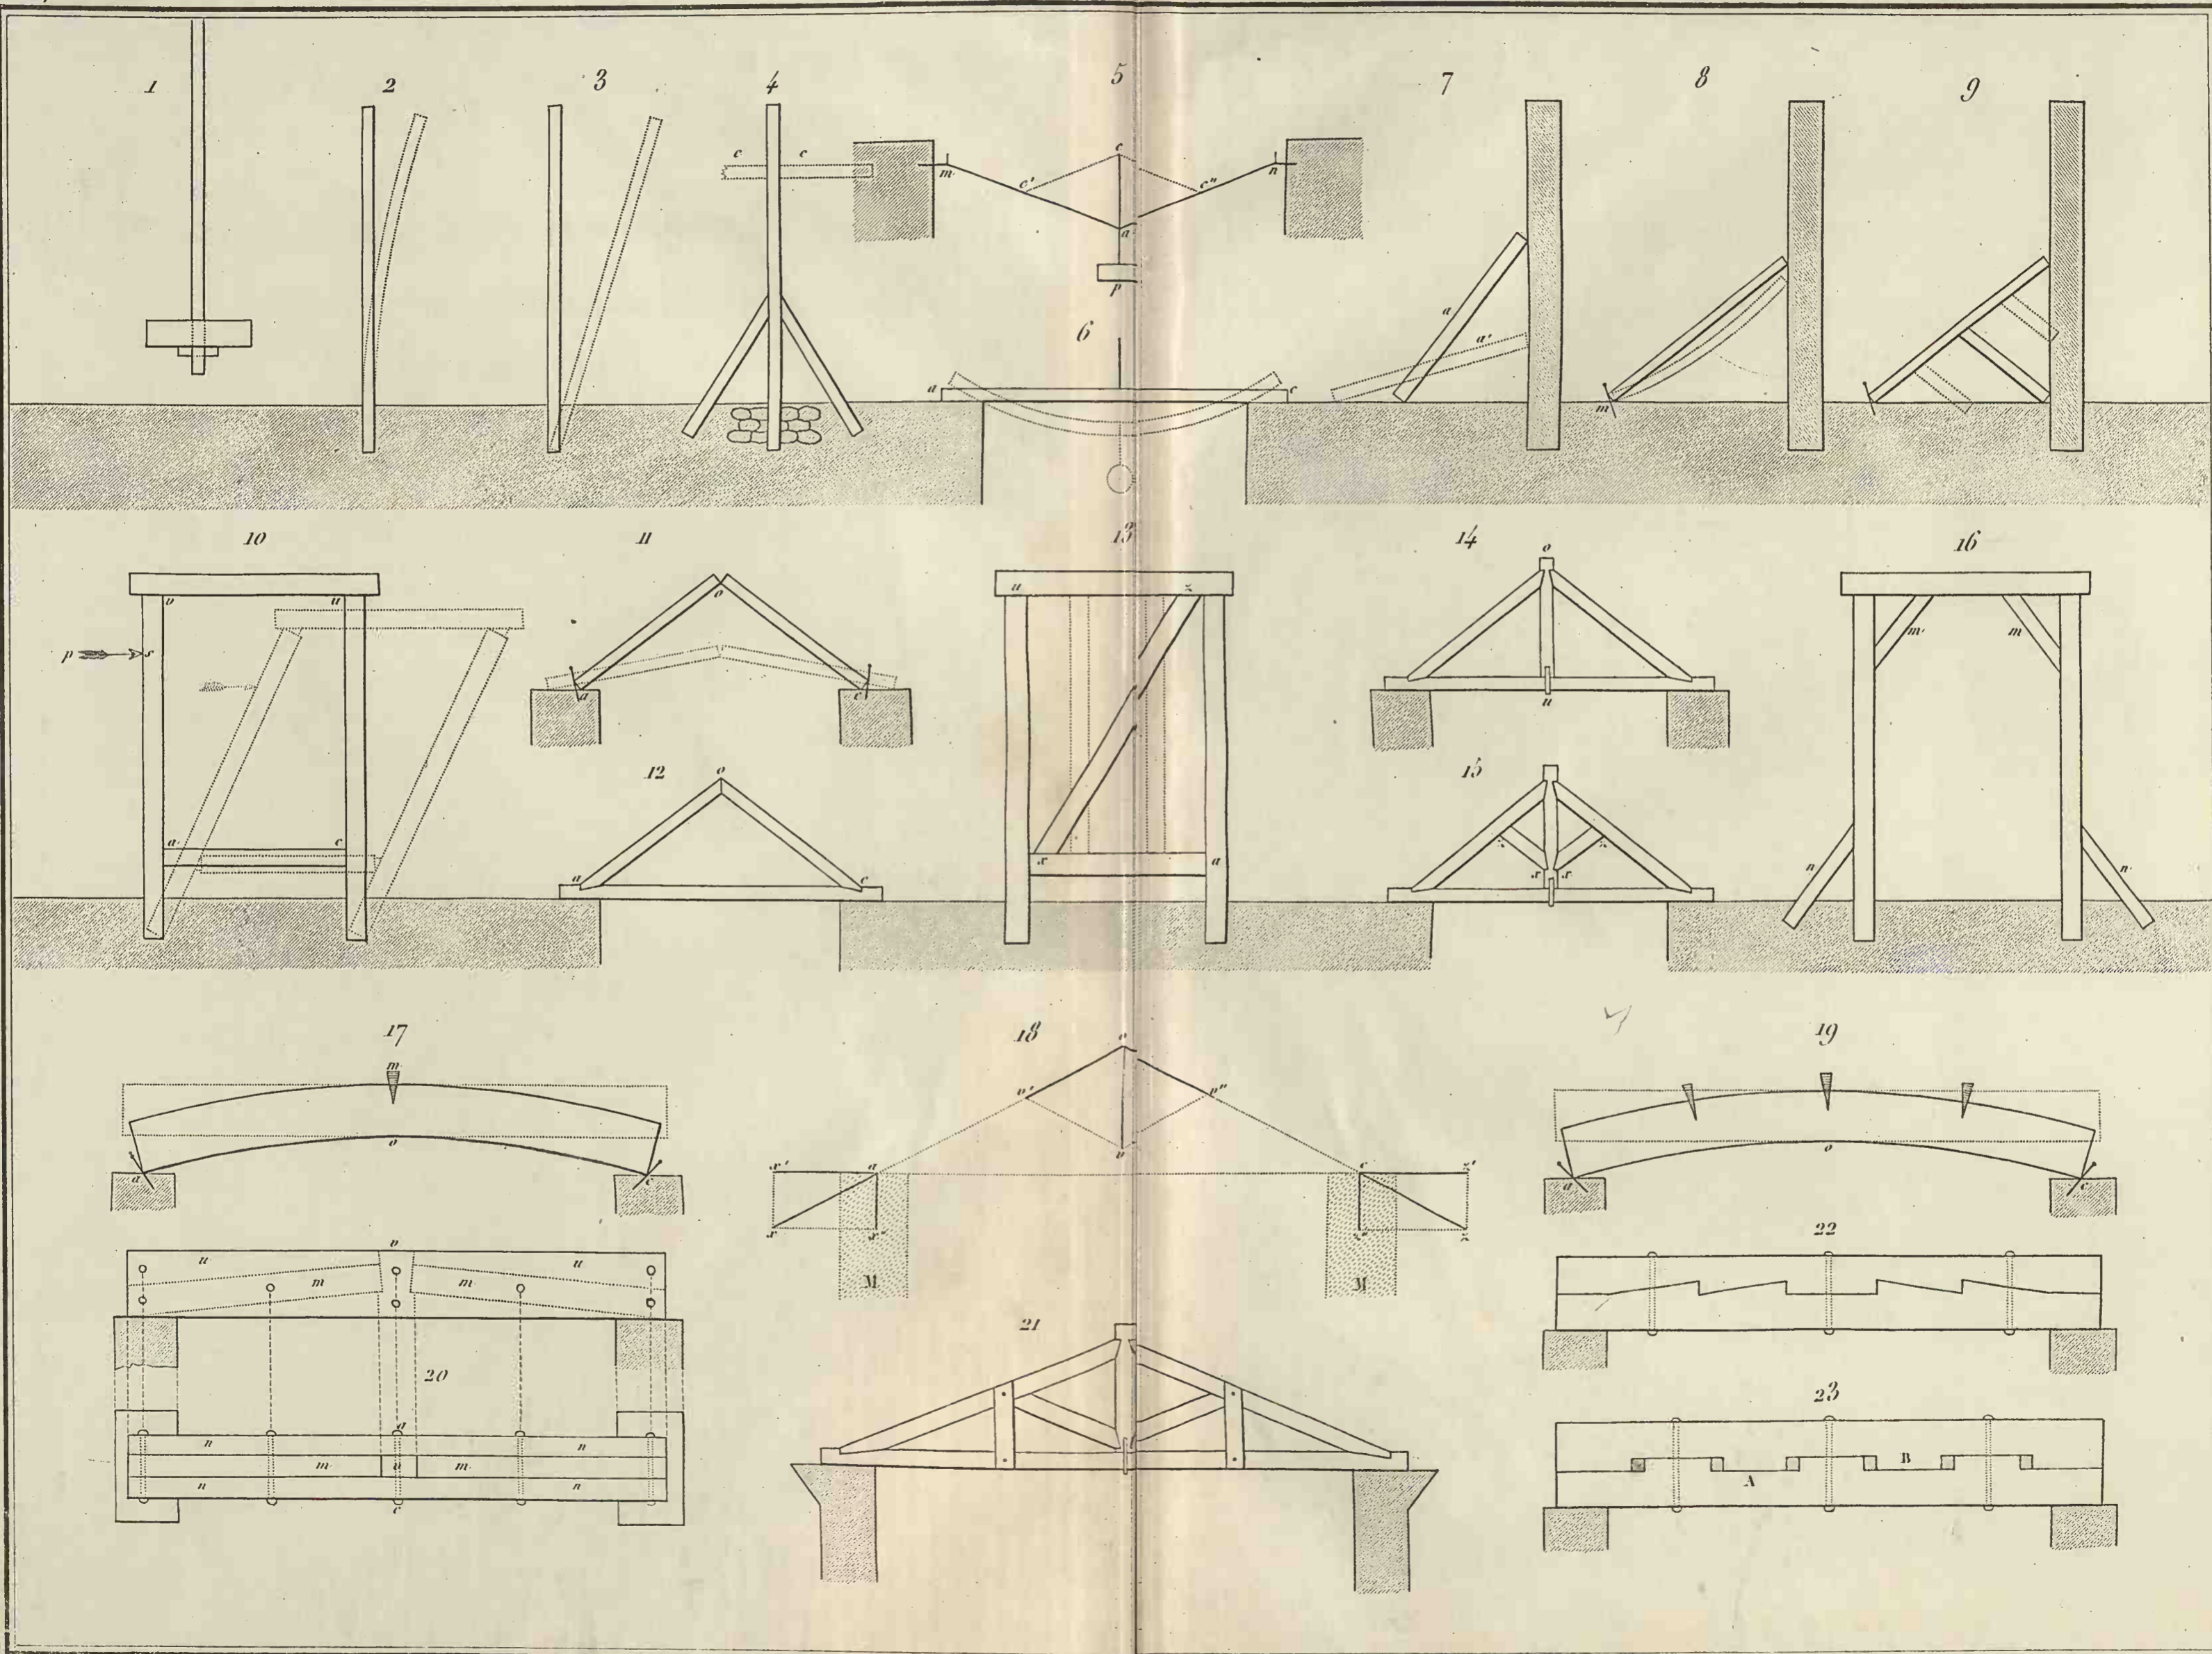 1 2 3 4 5 7 8 9
c c
m c' c c'' n
a
p
6
a c
a a'
m
10 11 13 14 16
v u
p s
a c
o
a c
12
o
a c
u z
x a
o
u
15
z z
x x
m m
n n
17 18 19
m
o
a c
o
o' o''
v
x' a c z'
x x'' z'' z
M M
o
a c
20
v
u u
m m
a
n n
m u m
n n
c
21
22
23
A B